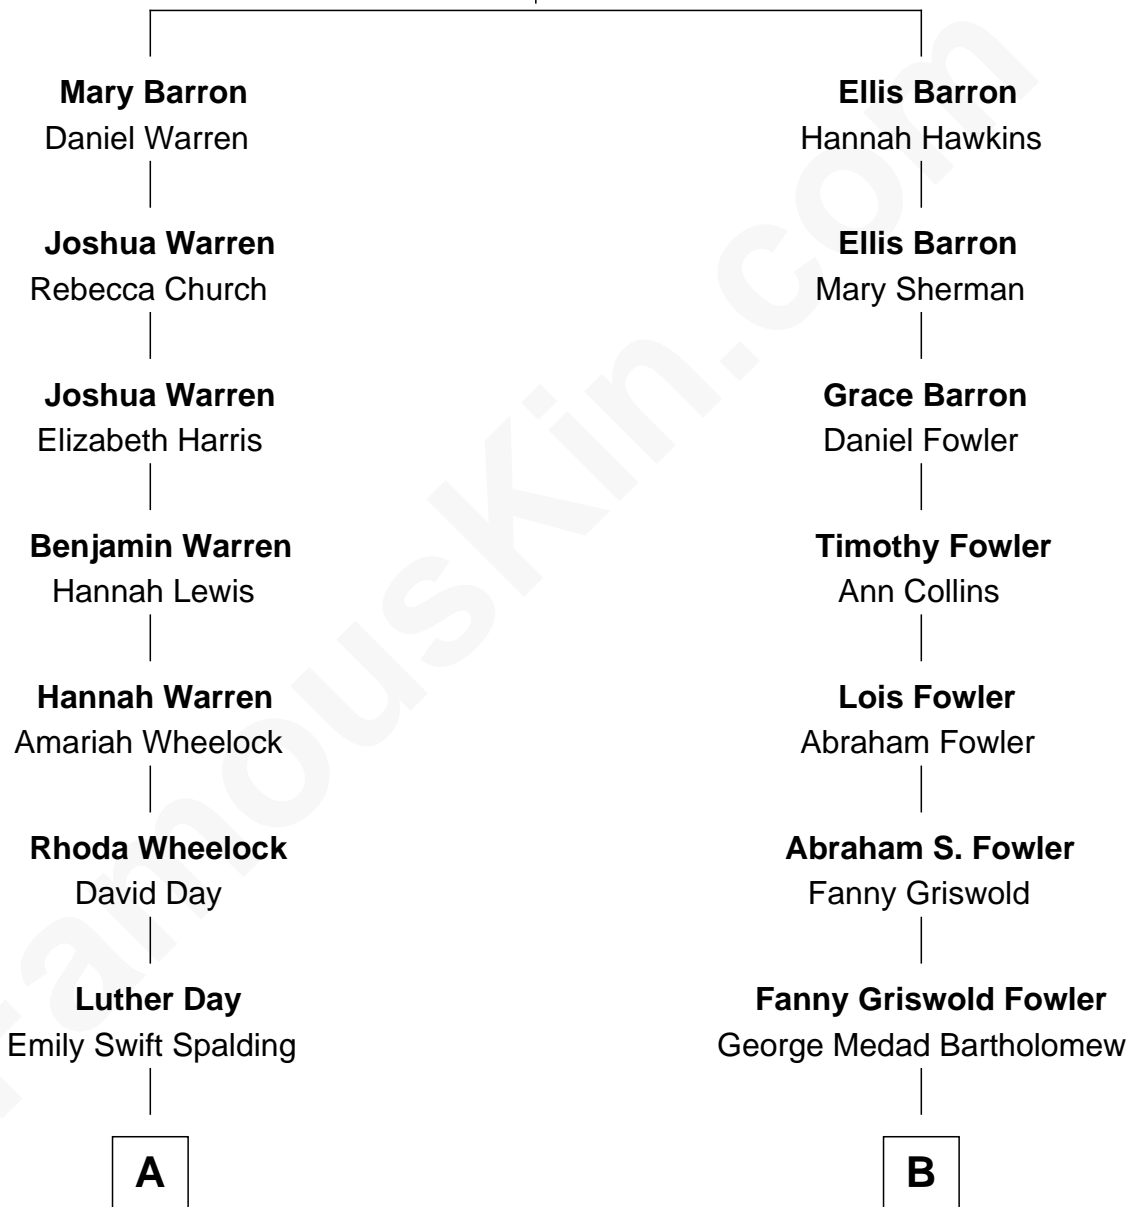 Mary Barron
Daniel Warren
Joshua Warren
Rebecca Church
Joshua Warren
Elizabeth Harris
Benjamin Warren
Hannah Lewis
Hannah Warren
Amariah Wheelock
Rhoda Wheelock
David Day
Luther Day
Emily Swift Spalding
A
Ellis Barron
Hannah Hawkins
Ellis Barron
Mary Sherman
Grace Barron
Daniel Fowler
Timothy Fowler
Ann Collins
Lois Fowler
Abraham Fowler
Abraham S. Fowler
Fanny Griswold
Fanny Griswold Fowler
George Medad Bartholomew
B
FamousKin.com